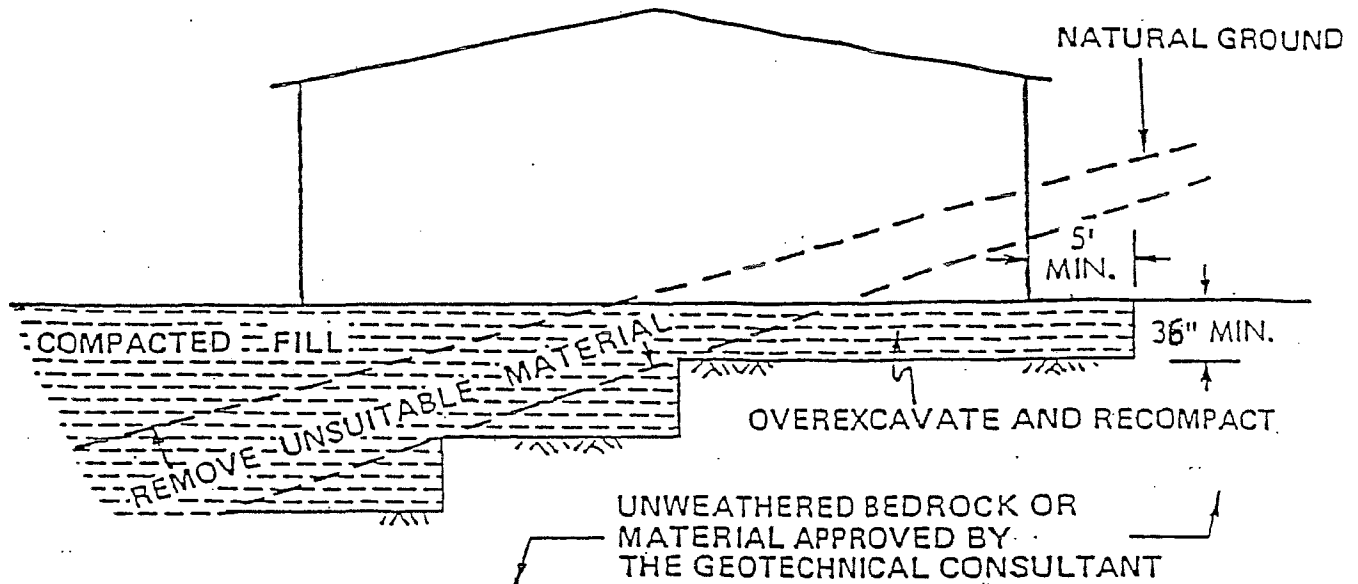 NATURAL GROUND
5'
MIN.
COMPACTED FILL
36" MIN.
REMOVE UNSUITABLE MATERIAL
OVEREXCAVATE AND RECOMPACT
UNWEATHERED BEDROCK OR
MATERIAL APPROVED BY
THE GEOTECHNICAL CONSULTANT